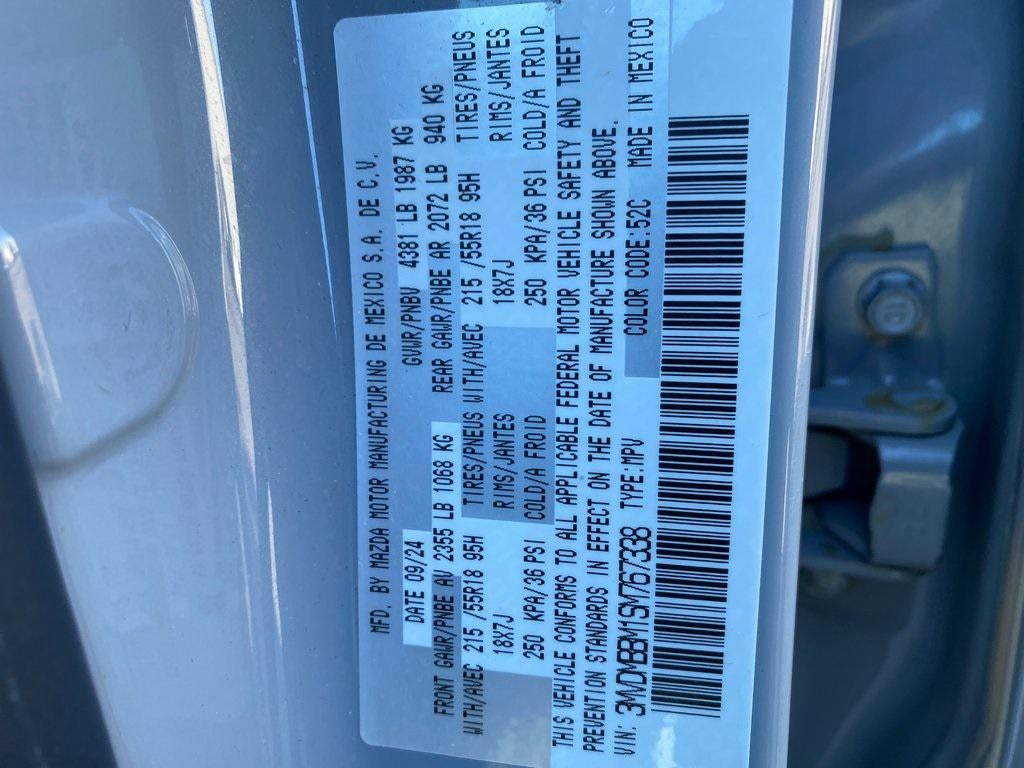 MFD. BY MAZDA MOTOR MANUFACTURING DE MEXICO S.A. DE C.V.
DATE 09/24 GVWR/PNBV 4381 LB 1987 KG
FRONT GAWR/PNBE AV 2355 LB 1068 KG REAR GAWR/PNBE AR 2072 LB 940 KG
WITH/AVEC 215 /55R18 95H TIRES/PNEUS WITH/AVEC 215 /55R18 95H TIRES/PNEUS
18X7J RIMS/JANTES 18X7J RIMS/JANTES
250 KPA/36 PSI COLD/A FROID 250 KPA/36 PSI COLD/A FROID
THIS VEHICLE CONFORMS TO ALL APPLICABLE FEDERAL MOTOR VEHICLE SAFETY AND THEFT
PREVENTION STANDARDS IN EFFECT ON THE DATE OF MANUFACTURE SHOWN ABOVE.
VIN: 3MVDMBBM1SM767338 TYPE:MPV COLOR CODE:52C MADE IN MEXICO